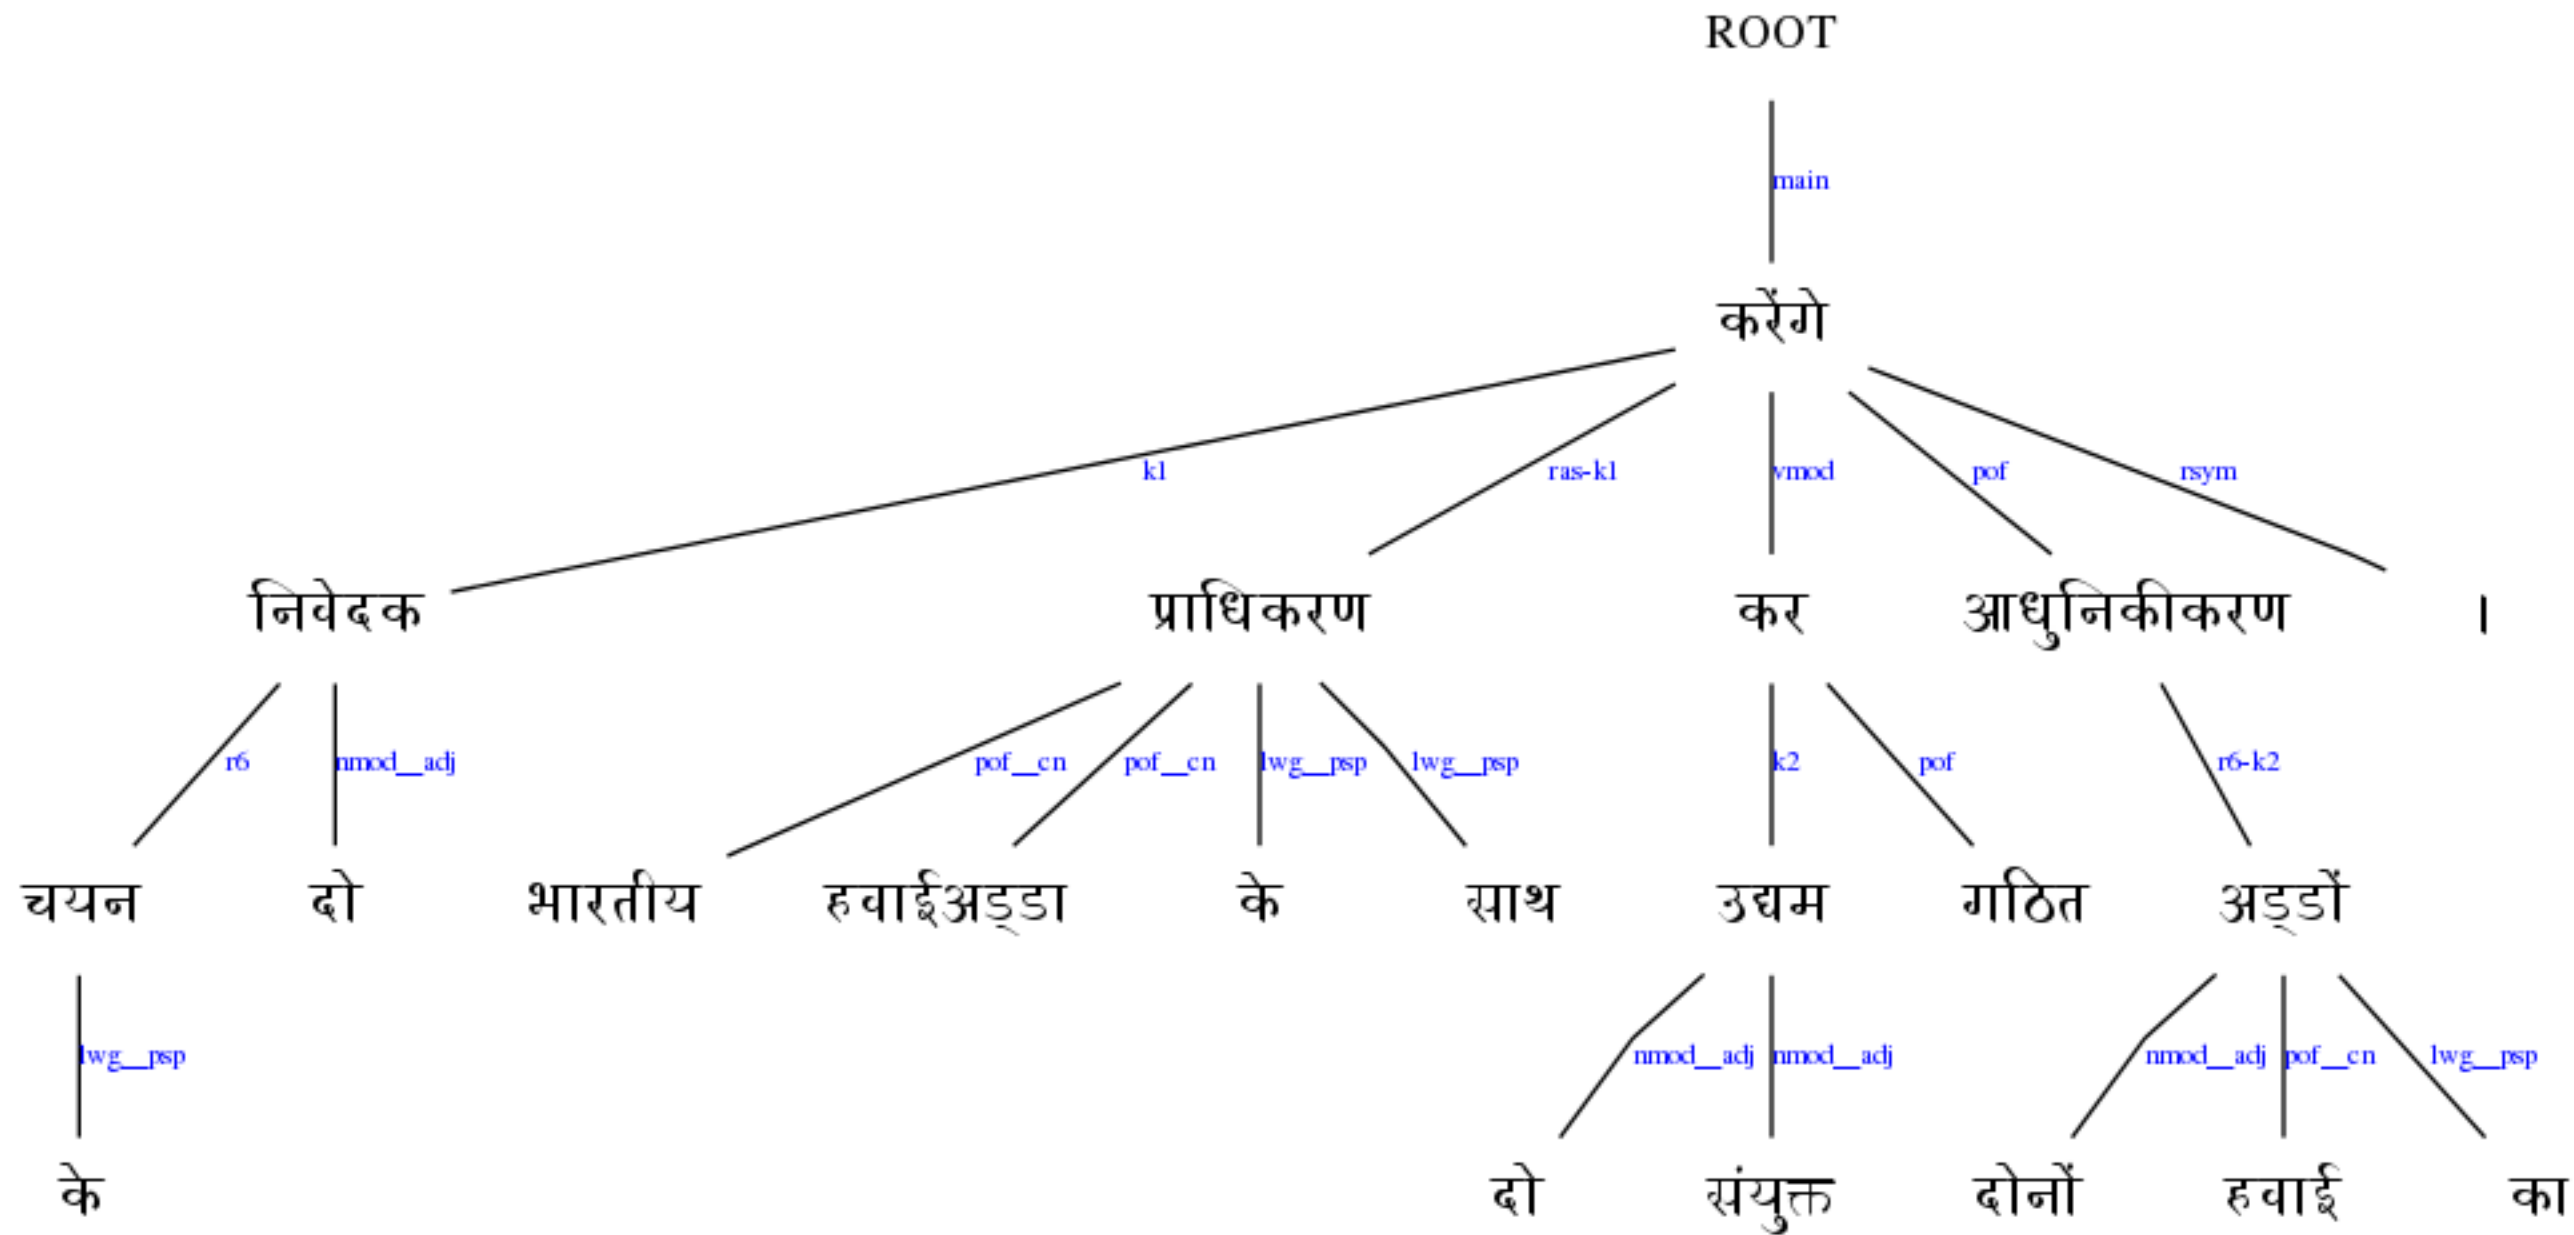 ROOT
main
करेंगे
k1 ras-k1 vmod pof rsym
निवेदक प्राधिकरण कर आधुनिकीकरण ।
r6 nmod__adj pof__cn pof__cn lwg__psp lwg__psp k2 pof r6-k2
चयन दो भारतीय हवाईअड्डा के साथ उद्यम गठित अड्डों
lwg__psp nmod__adj nmod__adj nmod__adj pof__cn lwg__psp
के दो संयुक्त दोनों हवाई का